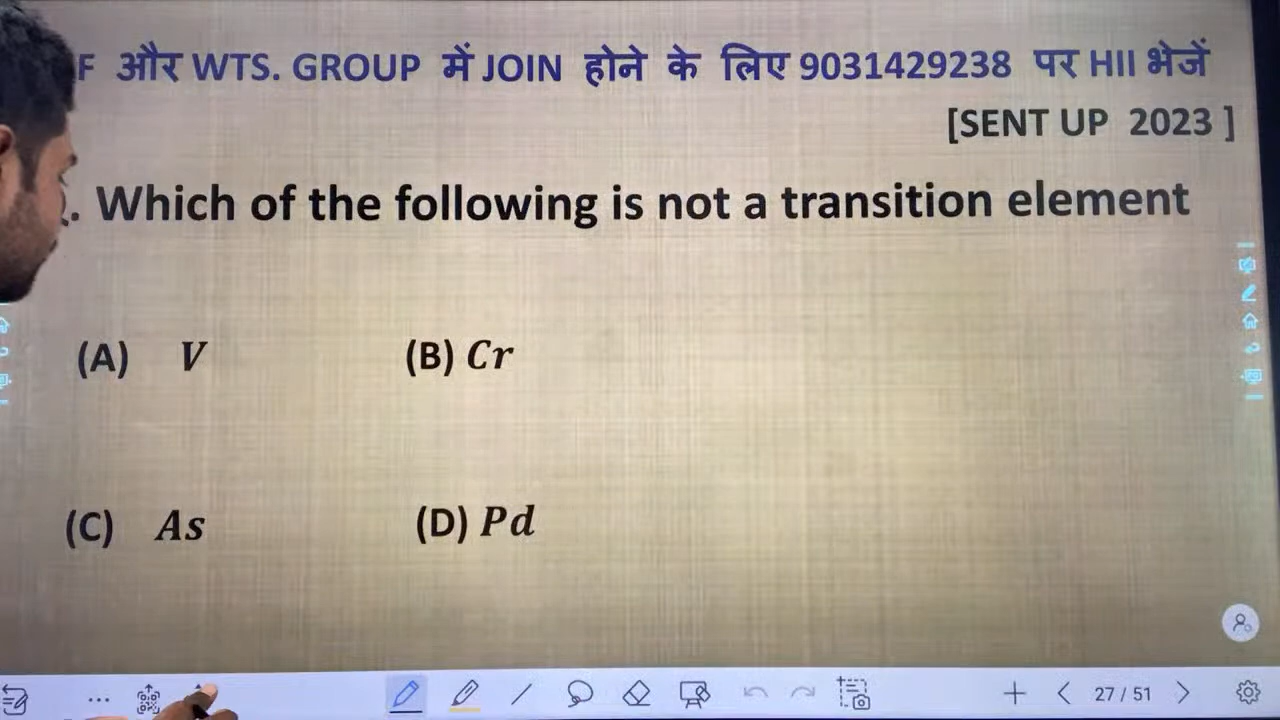 F और WTS. GROUP में JOIN होने के लिए 9031429238 पर HII भेजें
[SENT UP 2023 ]
. Which of the following is not a transition element
(A) V (B) Cr
(C) As (D) Pd
27 / 51